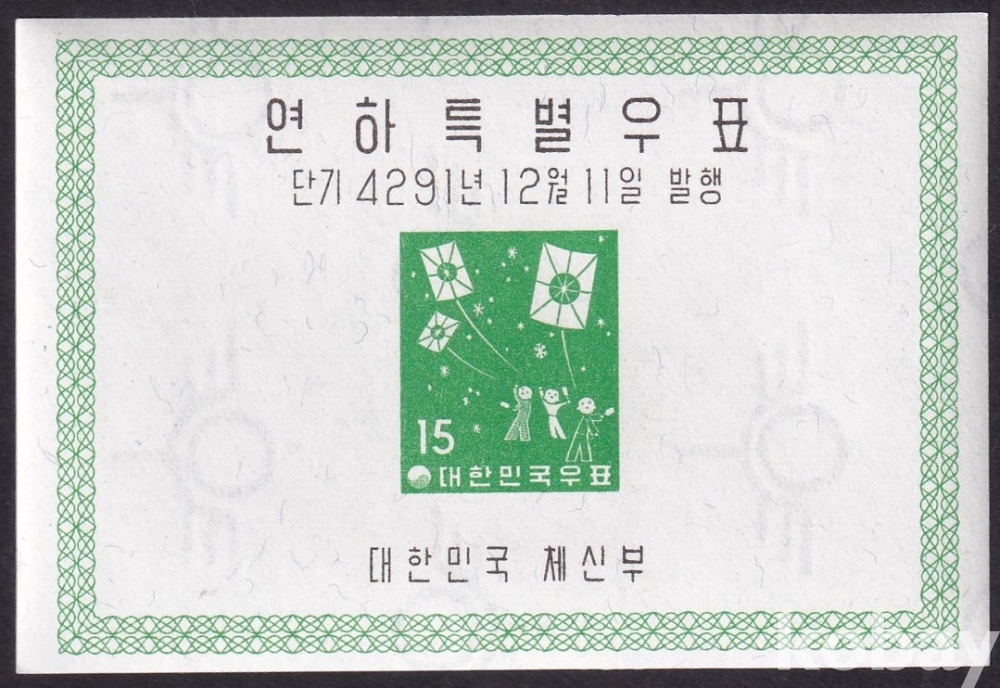 연하특별우표
단기 4291년 12월 11일 발행
15
대한민국우표
대한민국 체신부
kobay